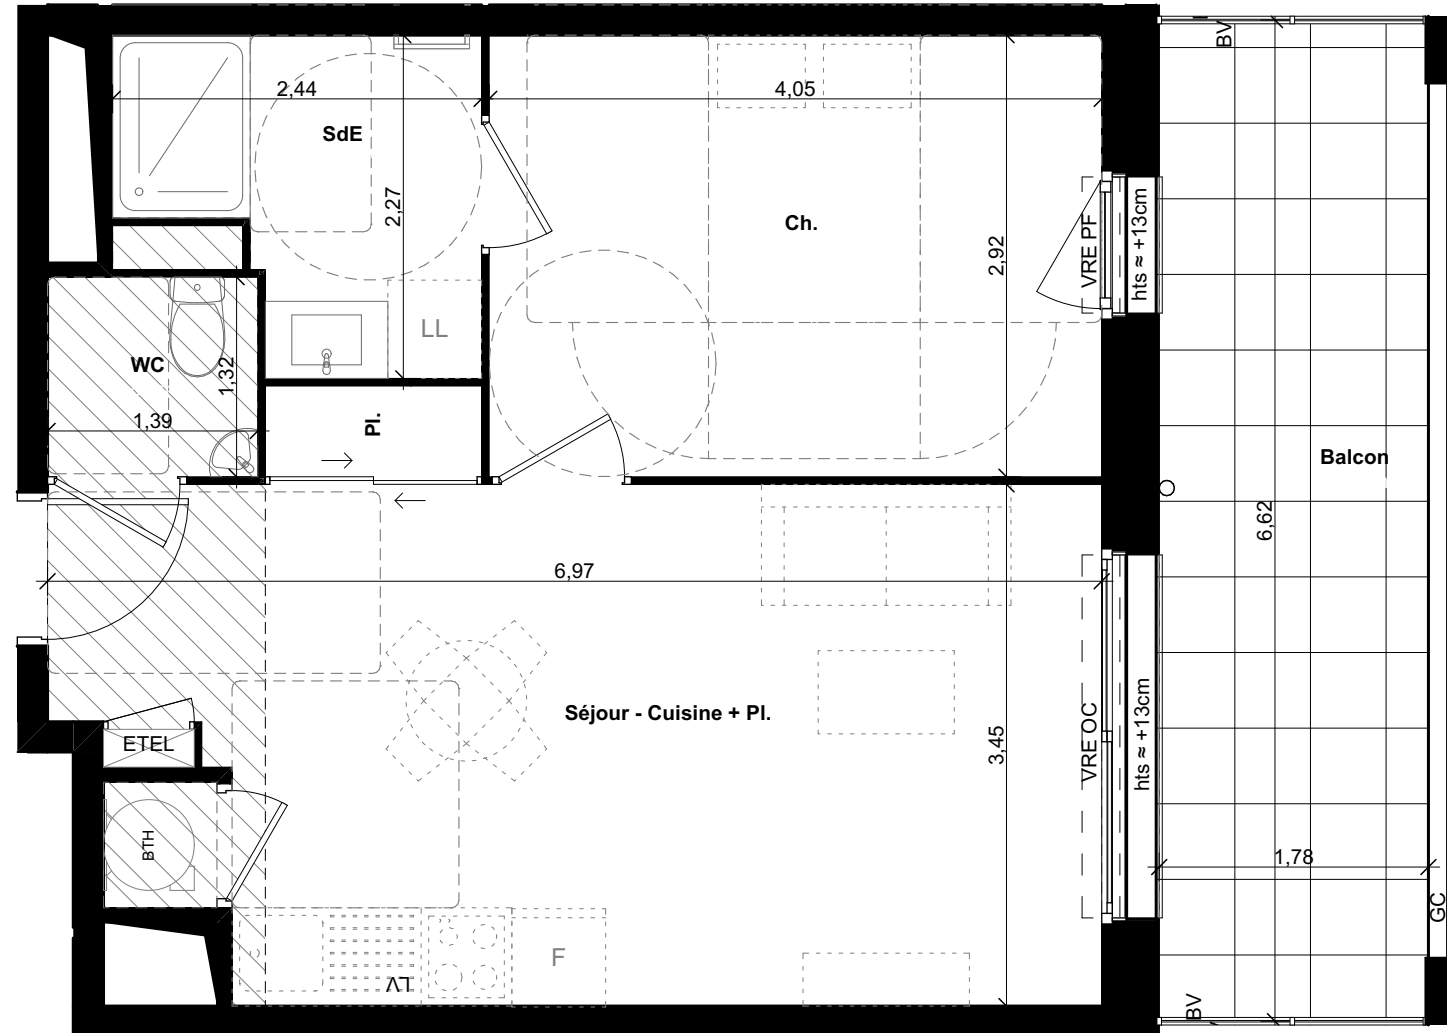 BV
2,44
4,05
SdE
2,27
Ch.
2,92
VRE PF
hts ≈ +13cm
LL
WC
1,32
1,39
Pl.
Balcon
6,62
6,97
Séjour - Cuisine + Pl.
3,45
VRE OC
hts ≈ +13cm
ETEL
BTH
1,78
GC
F
LV
BV